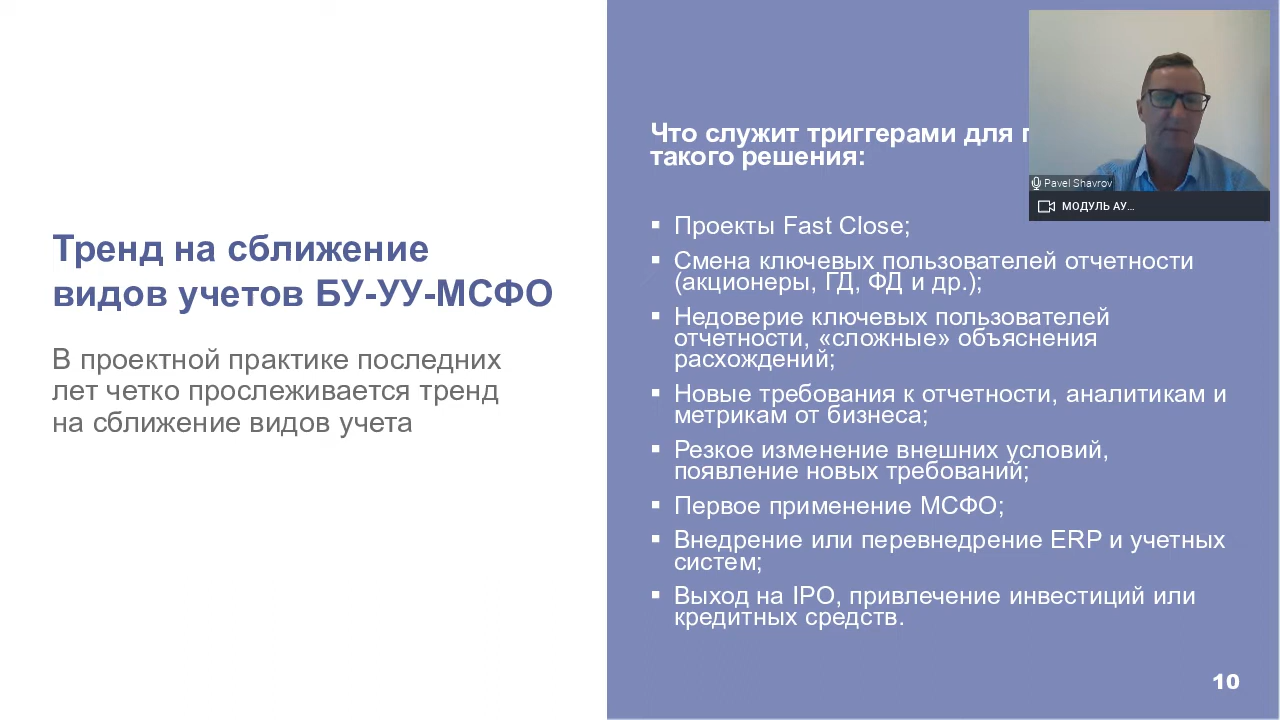 Тренд на сближение
видов учетов БУ-УУ-МСФО
В проектной практике последних
лет четко прослеживается тренд
на сближение видов учета
Что служит триггерами для
такого решения:
▪ Проекты Fast Close;
▪ Смена ключевых пользователей отчетности
(акционеры, ГД, ФД и др.);
▪ Недоверие ключевых пользователей
отчетности, «сложные» объяснения
расхождений;
▪ Новые требования к отчетности, аналитикам и
метрикам от бизнеса;
▪ Резкое изменение внешних условий,
появление новых требований;
▪ Первое применение МСФО;
▪ Внедрение или перевнедрение ERP и учетных
систем;
▪ Выход на IPO, привлечение инвестиций или
кредитных средств.
Pavel Shavrov
МОДУЛЬ АУ...
10